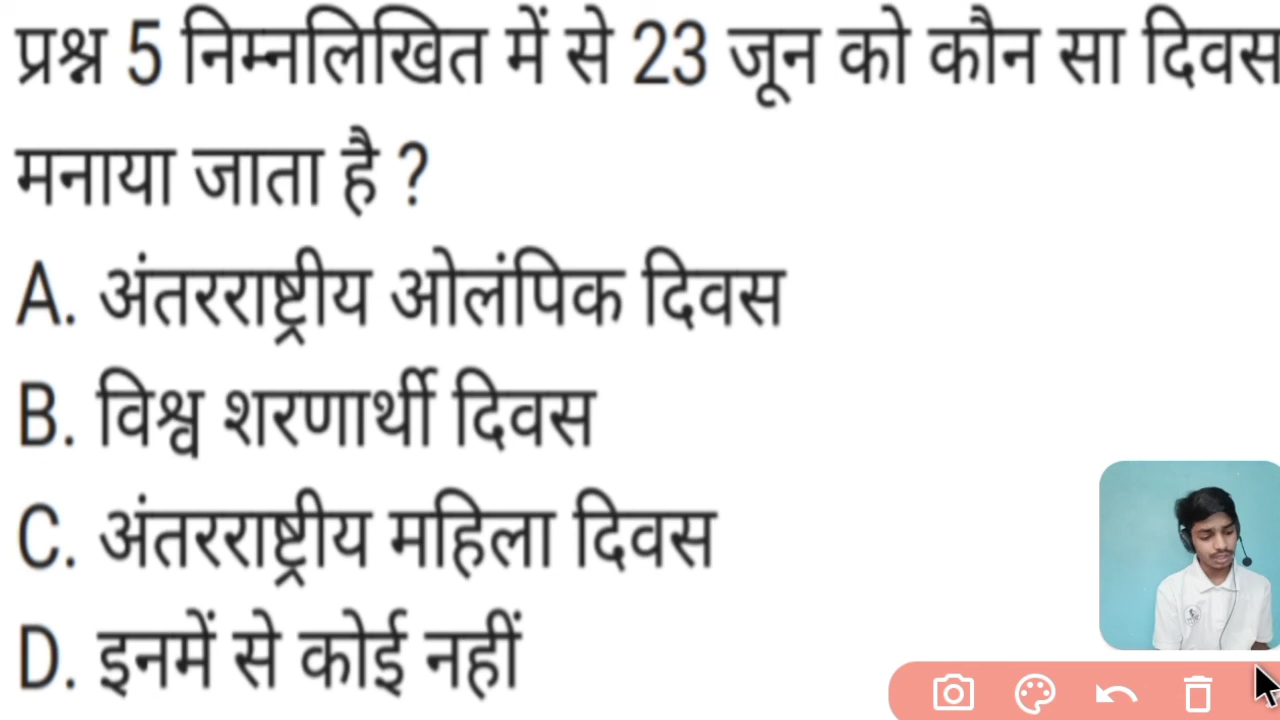 प्रश्न 5 निम्नलिखित में से 23 जून को कौन सा दिवस
मनाया जाता है ?
A. अंतरराष्ट्रीय ओलंपिक दिवस
B. विश्व शरणार्थी दिवस
C. अंतरराष्ट्रीय महिला दिवस
D. इनमें से कोई नहीं